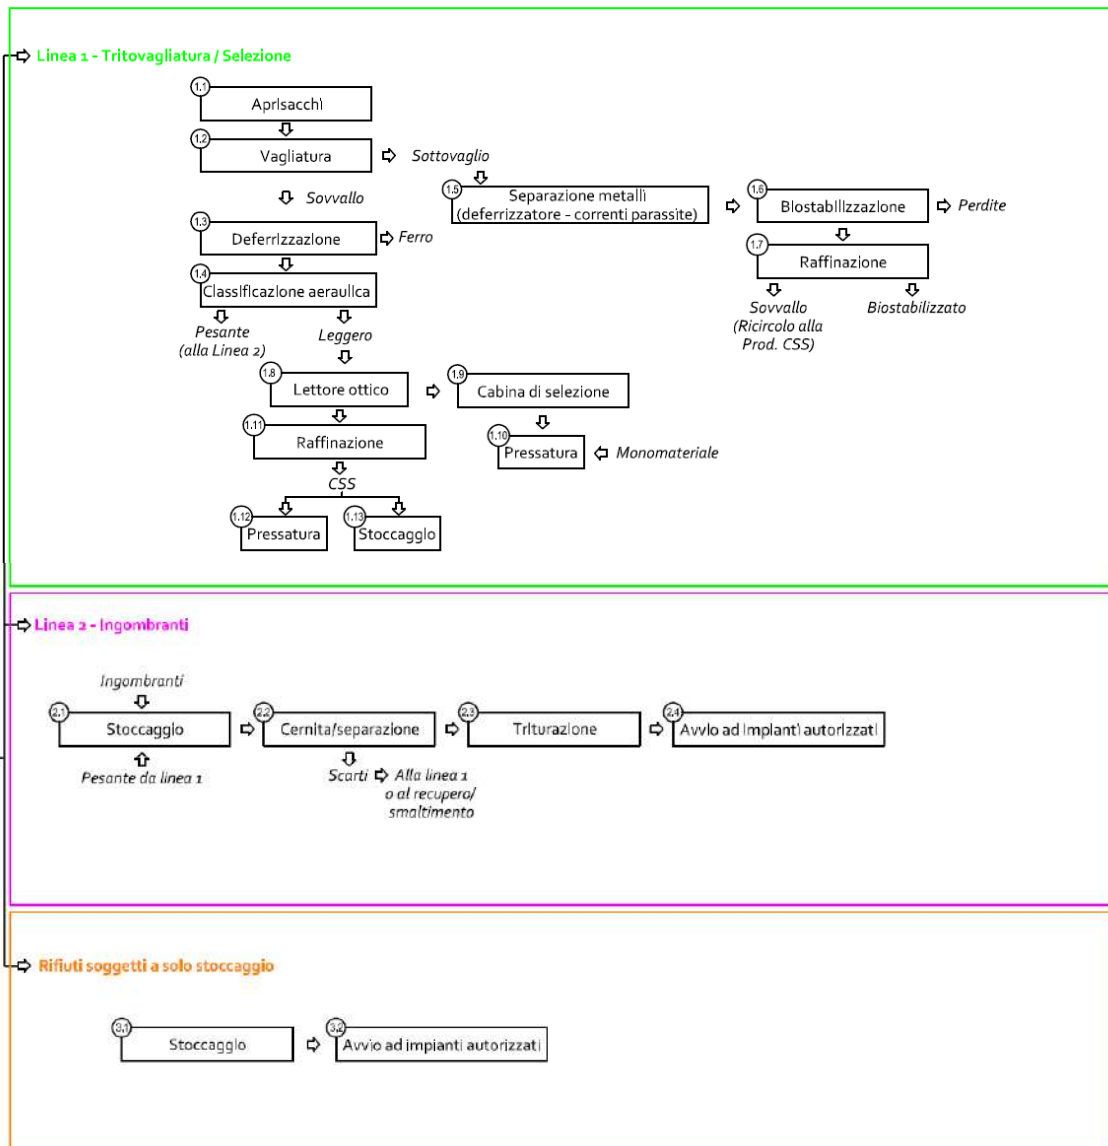 Linea 1 - Tritovagliatura / Selezione
1.1
Aprisacchi
1.2
Vagliatura
Sottovaglio
Sovvallo
1.5
Separazione metalli
(deferrizzatore - correnti parassite)
1.6
Biostabilizzazione
Perdite
1.3
Deferrizzazione
Ferro
1.7
Raffinazione
1.4
Classificazione aeraulica
Pesante
(alla Linea 2)
Leggero
Sovvallo
(Ricircolo alla
Prod. CSS)
Biostabilizzato
1.8
Lettore ottico
1.9
Cabina di selezione
1.11
Raffinazione
1.10
Pressatura
Monomateriale
CSS
1.12
Pressatura
1.13
Stoccaggio
Linea 2 - Ingombranti
Ingombranti
2.1
Stoccaggio
2.2
Cernita/separazione
2.3
Triturazione
2.4
Avvio ad impianti autorizzati
Pesante da linea 1
Scarti
Alla linea 1
o al recupero/
smaltimento
Rifiuti soggetti a solo stoccaggio
3.1
Stoccaggio
3.2
Avvio ad impianti autorizzati